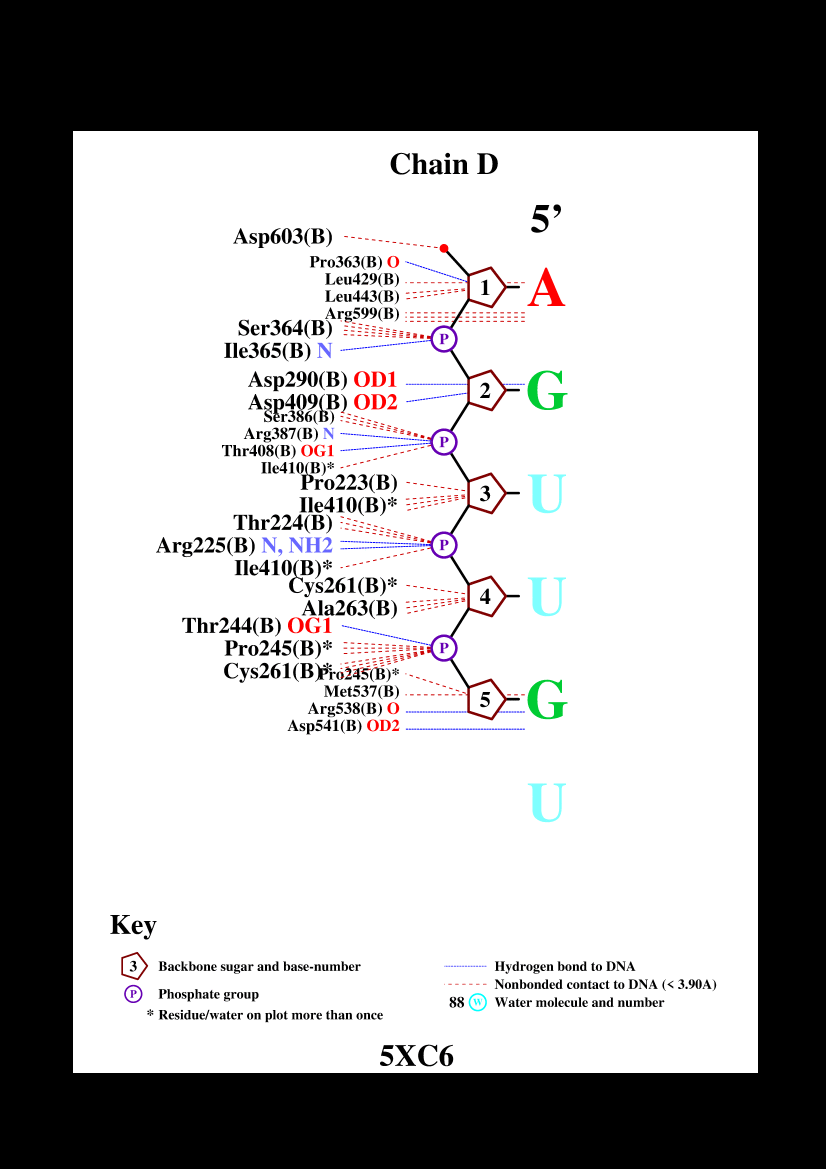 Chain D
5’
Asp603(B)
Pro363(B) O
Leu429(B)
1
A
Leu443(B)
Arg599(B)
Ser364(B)
P
Ile365(B) N
Asp290(B) OD1
2
G
Asp409(B) OD2
Ser386(B)
Arg387(B) N
P
Thr408(B) OG1
Ile410(B)*
Pro223(B)
3
U
Ile410(B)*
Thr224(B)
Arg225(B) N, NH2
P
Ile410(B)*
Cys261(B)*
4
U
Ala263(B)
Thr244(B) OG1
Pro245(B)*
P
Cys261(B)*
Pro245(B)*
Met537(B)
5
G
Arg538(B) O
Asp541(B) OD2
U
Key
3 Backbone sugar and base-number
P Phosphate group
* Residue/water on plot more than once
Hydrogen bond to DNA
Nonbonded contact to DNA (< 3.90A)
88 W Water molecule and number
5XC6